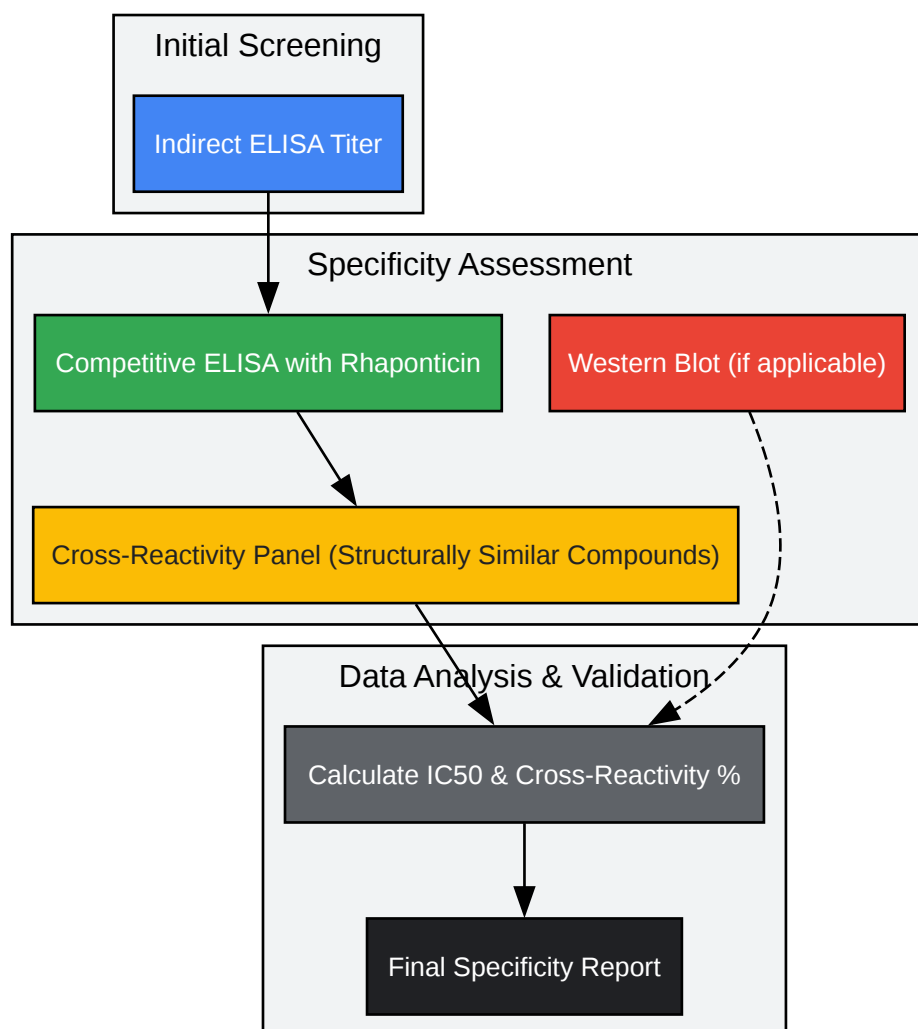 Initial Screening
Indirect ELISA Titer
Specificity Assessment
Competitive ELISA with Rhaponticin
Western Blot (if applicable)
Cross-Reactivity Panel (Structurally Similar Compounds)
Data Analysis & Validation
Calculate IC50 & Cross-Reactivity %
Final Specificity Report